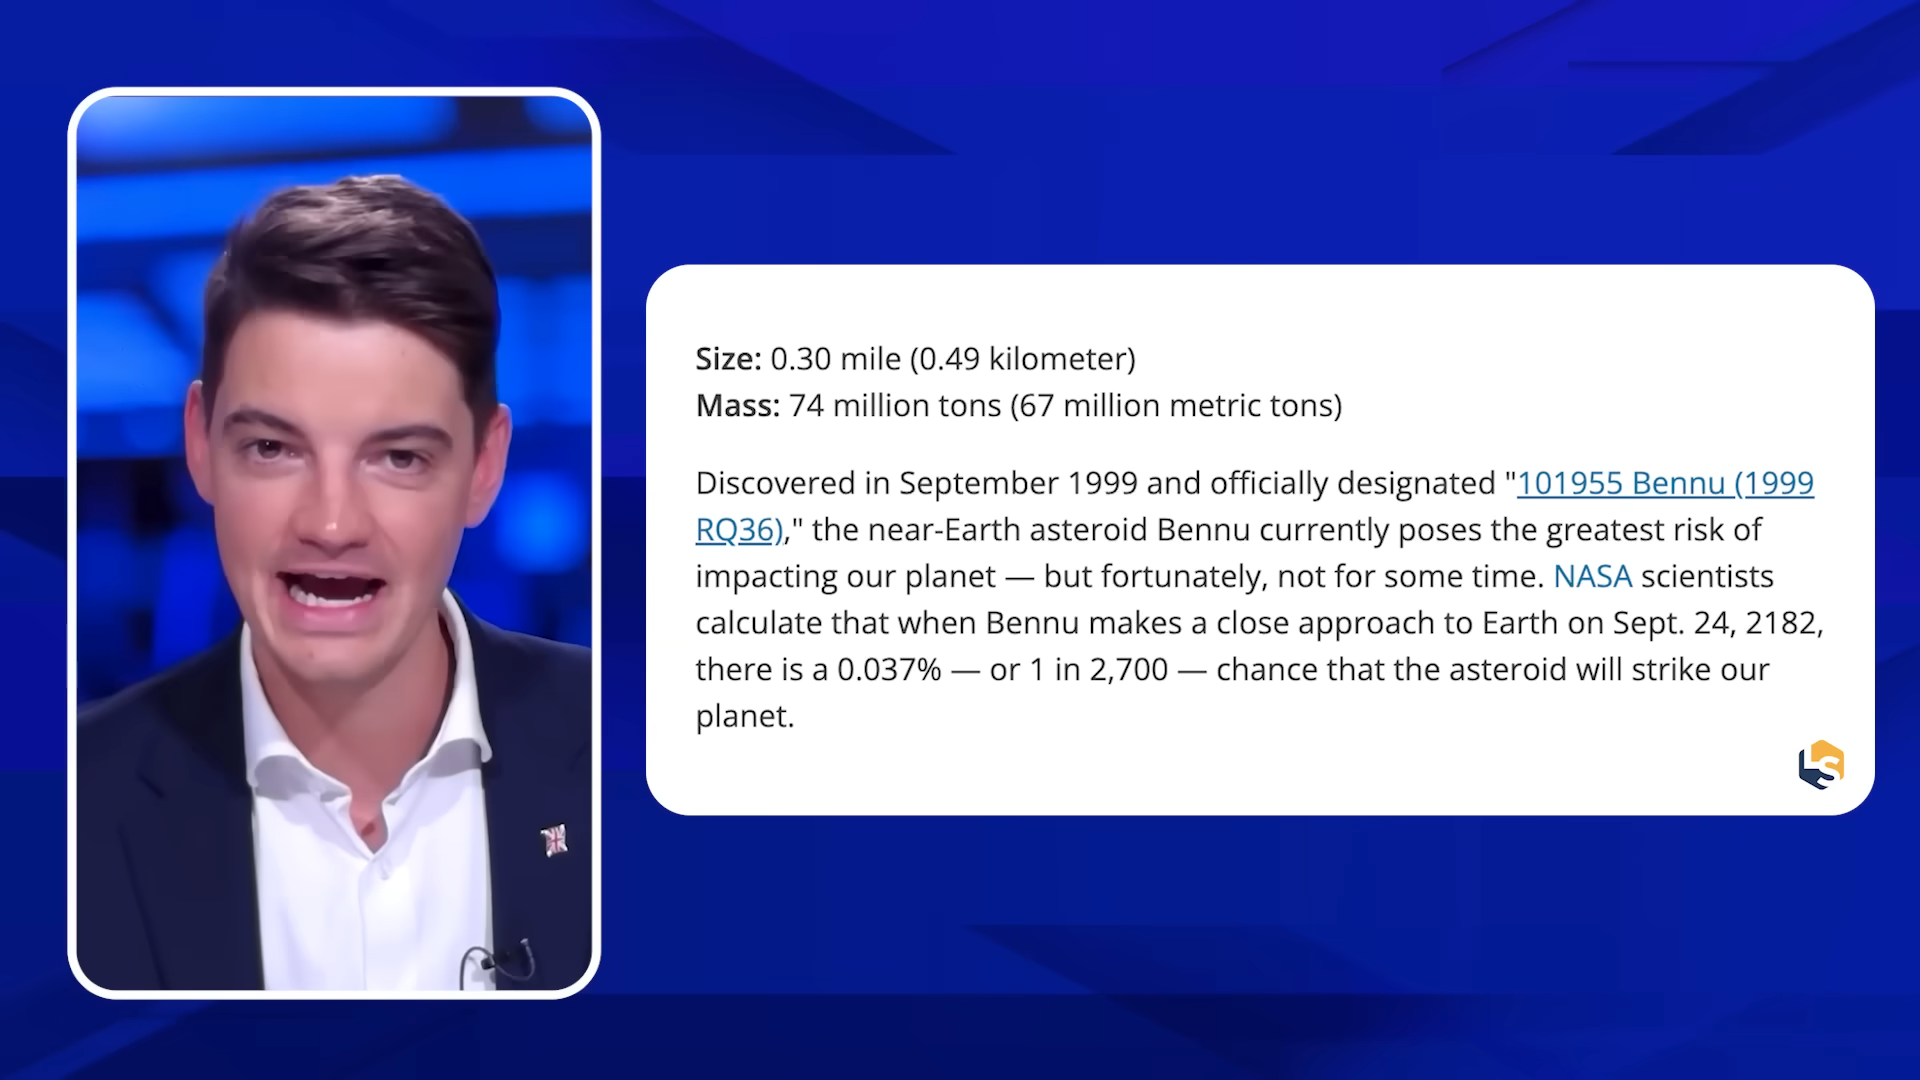 Size: 0.30 mile (0.49 kilometer)
Mass: 74 million tons (67 million metric tons)
Discovered in September 1999 and officially designated "101955 Bennu (1999
RQ36)," the near-Earth asteroid Bennu currently poses the greatest risk of
impacting our planet — but fortunately, not for some time. NASA scientists
calculate that when Bennu makes a close approach to Earth on Sept. 24, 2182,
there is a 0.037% — or 1 in 2,700 — chance that the asteroid will strike our
planet.
LS